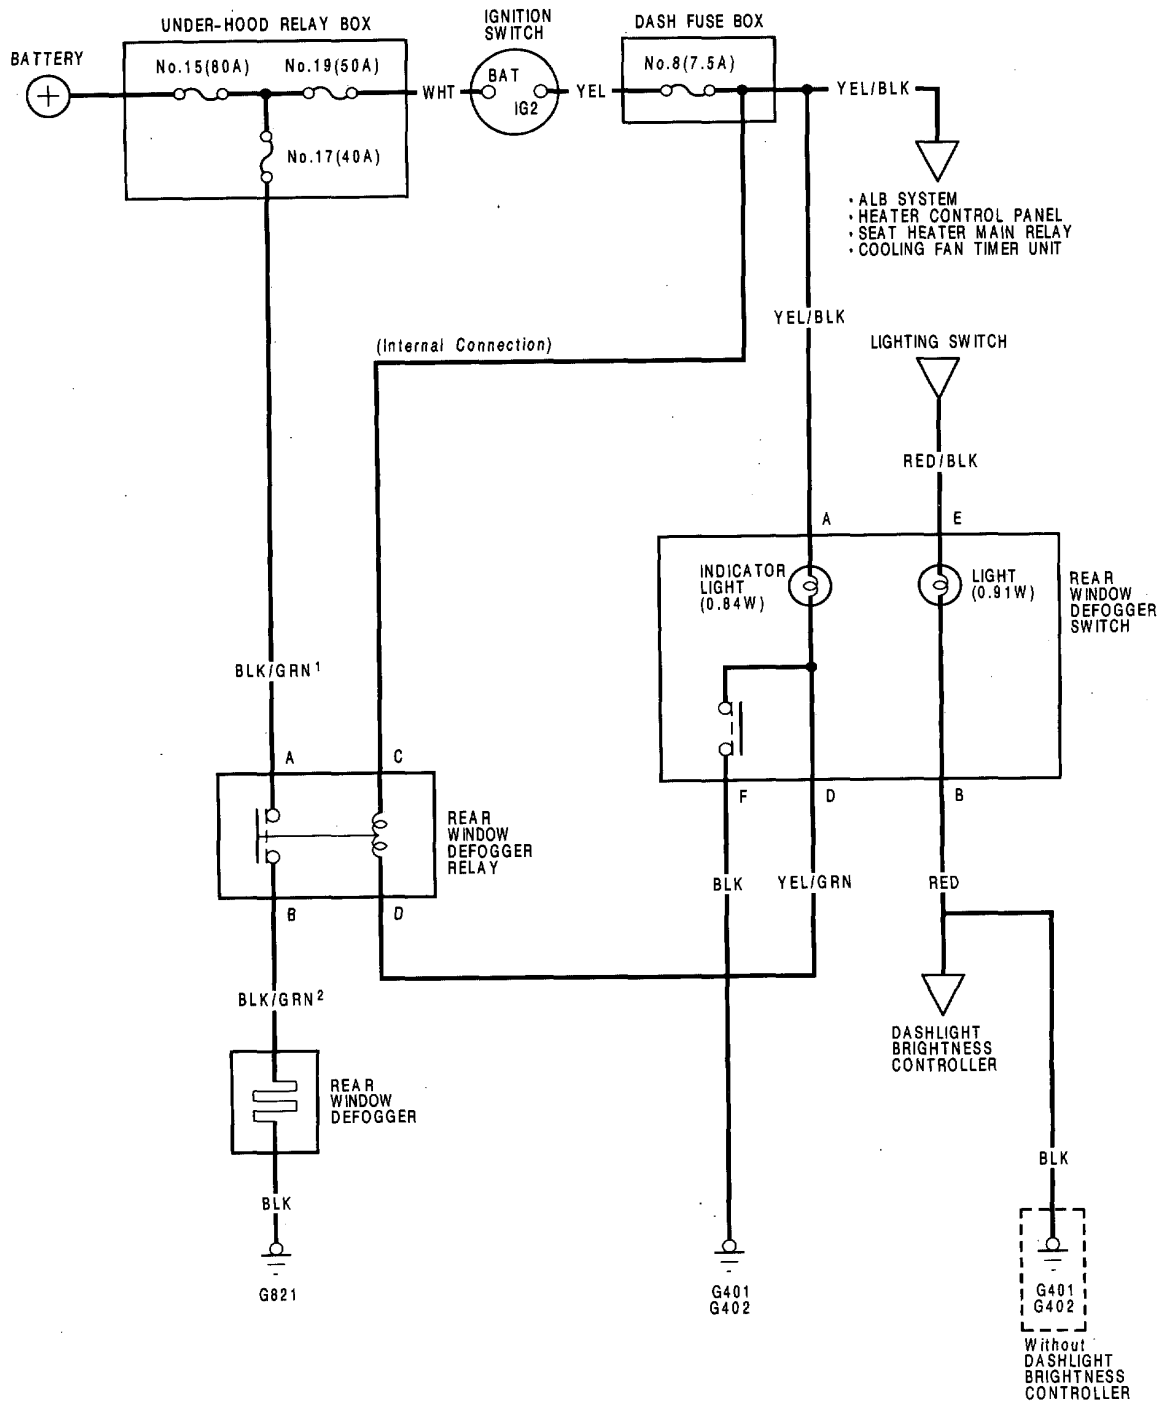 UNDER-HOOD RELAY BOX
IGNITION
SWITCH
DASH FUSE BOX
BATTERY
No.15(80A)
No.19(50A)
WHT
BAT
IG2
YEL
No.8(7.5A)
YEL/BLK
No.17(40A)
• ALB SYSTEM
• HEATER CONTROL PANEL
• SEAT HEATER MAIN RELAY
• COOLING FAN TIMER UNIT
YEL/BLK
(Internal Connection)
LIGHTING SWITCH
RED/BLK
A
E
INDICATOR
LIGHT
(0.84W)
LIGHT
(0.91W)
REAR
WINDOW
DEFOGGER
SWITCH
BLK/GRN1
A
C
F
D
B
REAR
WINDOW
DEFOGGER
RELAY
BLK
YEL/GRN
RED
B
D
BLK/GRN2
DASHLIGHT
BRIGHTNESS
CONTROLLER
REAR
WINDOW
DEFOGGER
BLK
BLK
G821
G401
G402
G401
G402
Without
DASHLIGHT
BRIGHTNESS
CONTROLLER